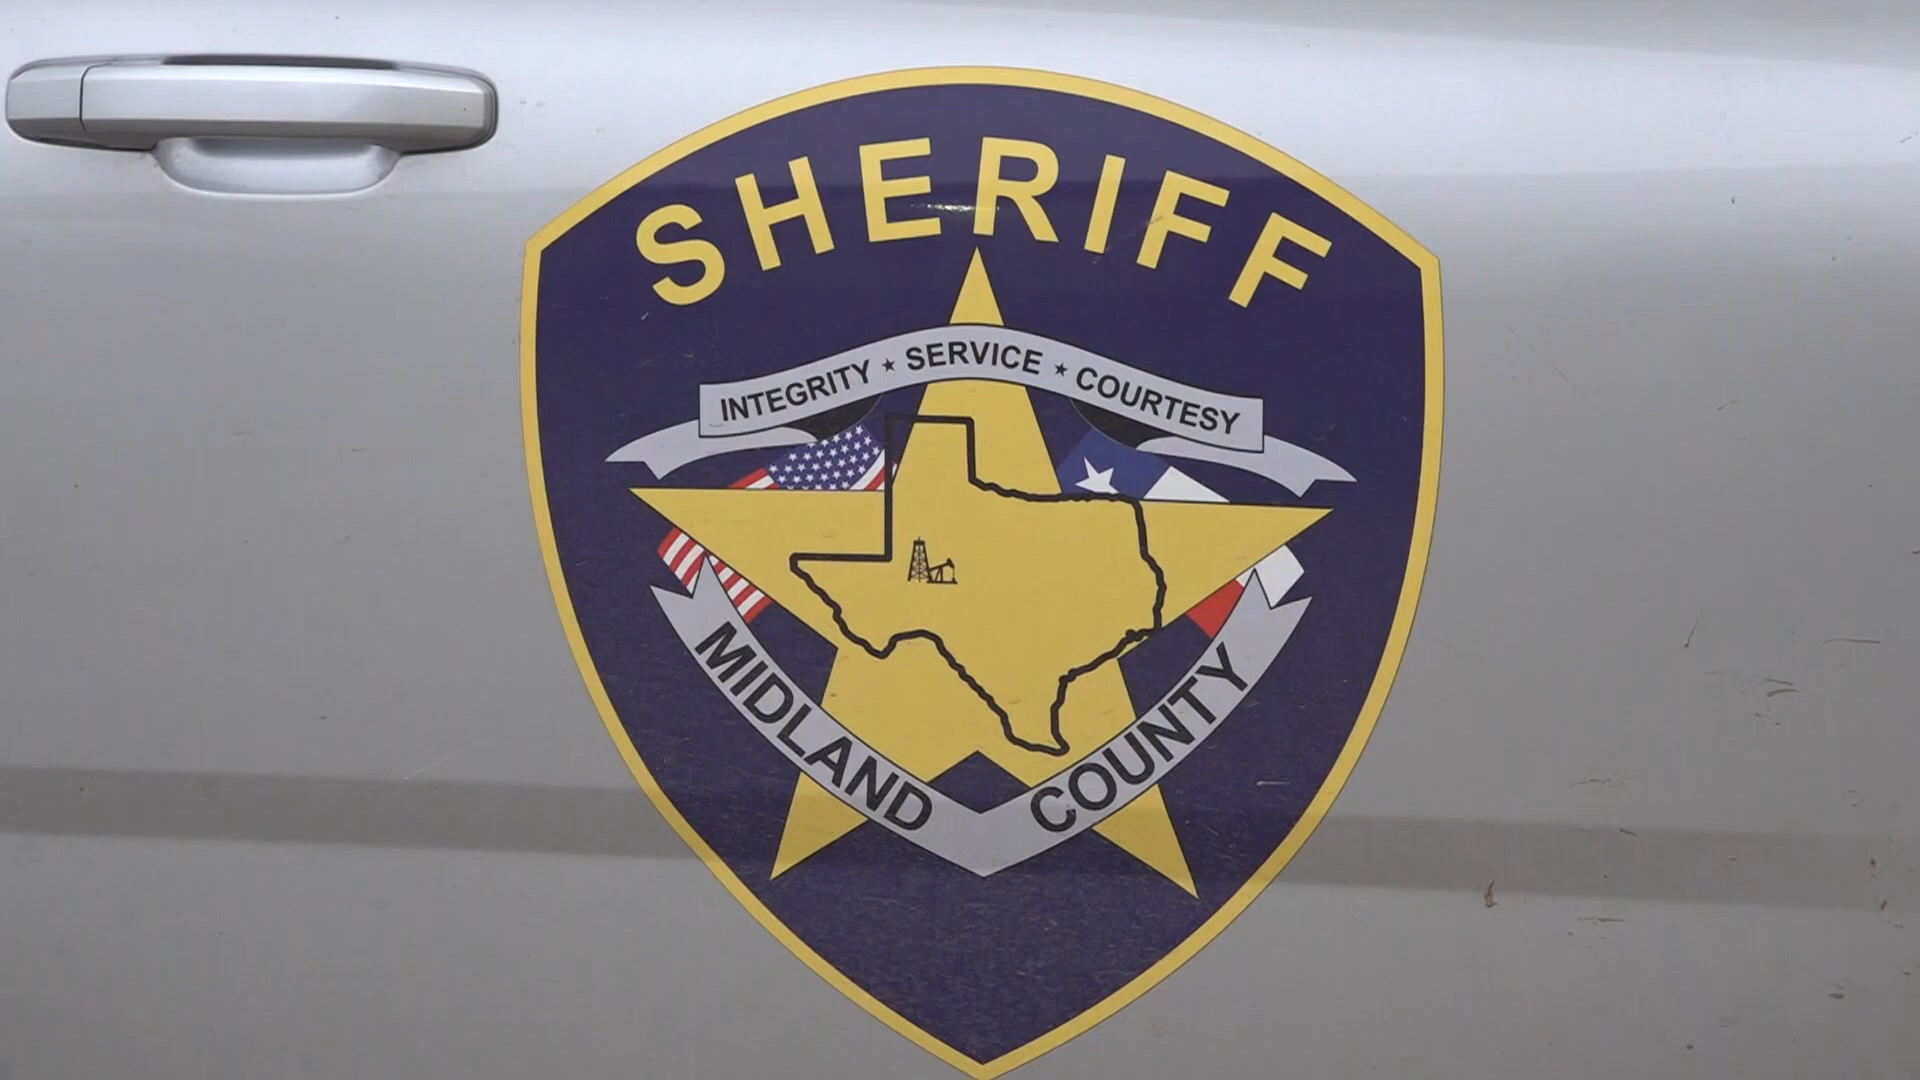 SHERIFF
INTEGRITY ★ SERVICE ★ COURTESY
MIDLAND COUNTY